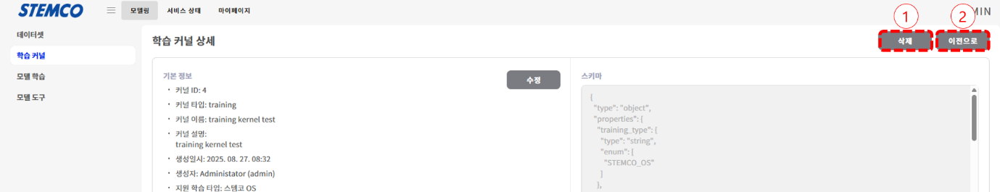 STEMCO 모델링 서비스 상태 마이페이지 MIN
1 2
데이터셋
학습 커널
모델 학습
모델 도구
학습 커널 상세
삭제 이전으로
기본 정보
수정
· 커널 ID: 4
· 커널 타입: training
· 커널 이름: training kernel test
· 커널 설명:
training kernel test
· 생성일시: 2025. 08. 27. 08:32
· 생성자: Administator (admin)
· 지원 학습 타입: 스템코 OS
스키마
{
"type": "object",
"properties": {
"training_type": {
"type": "string",
"enum": [
"STEMCO_OS"
]
},